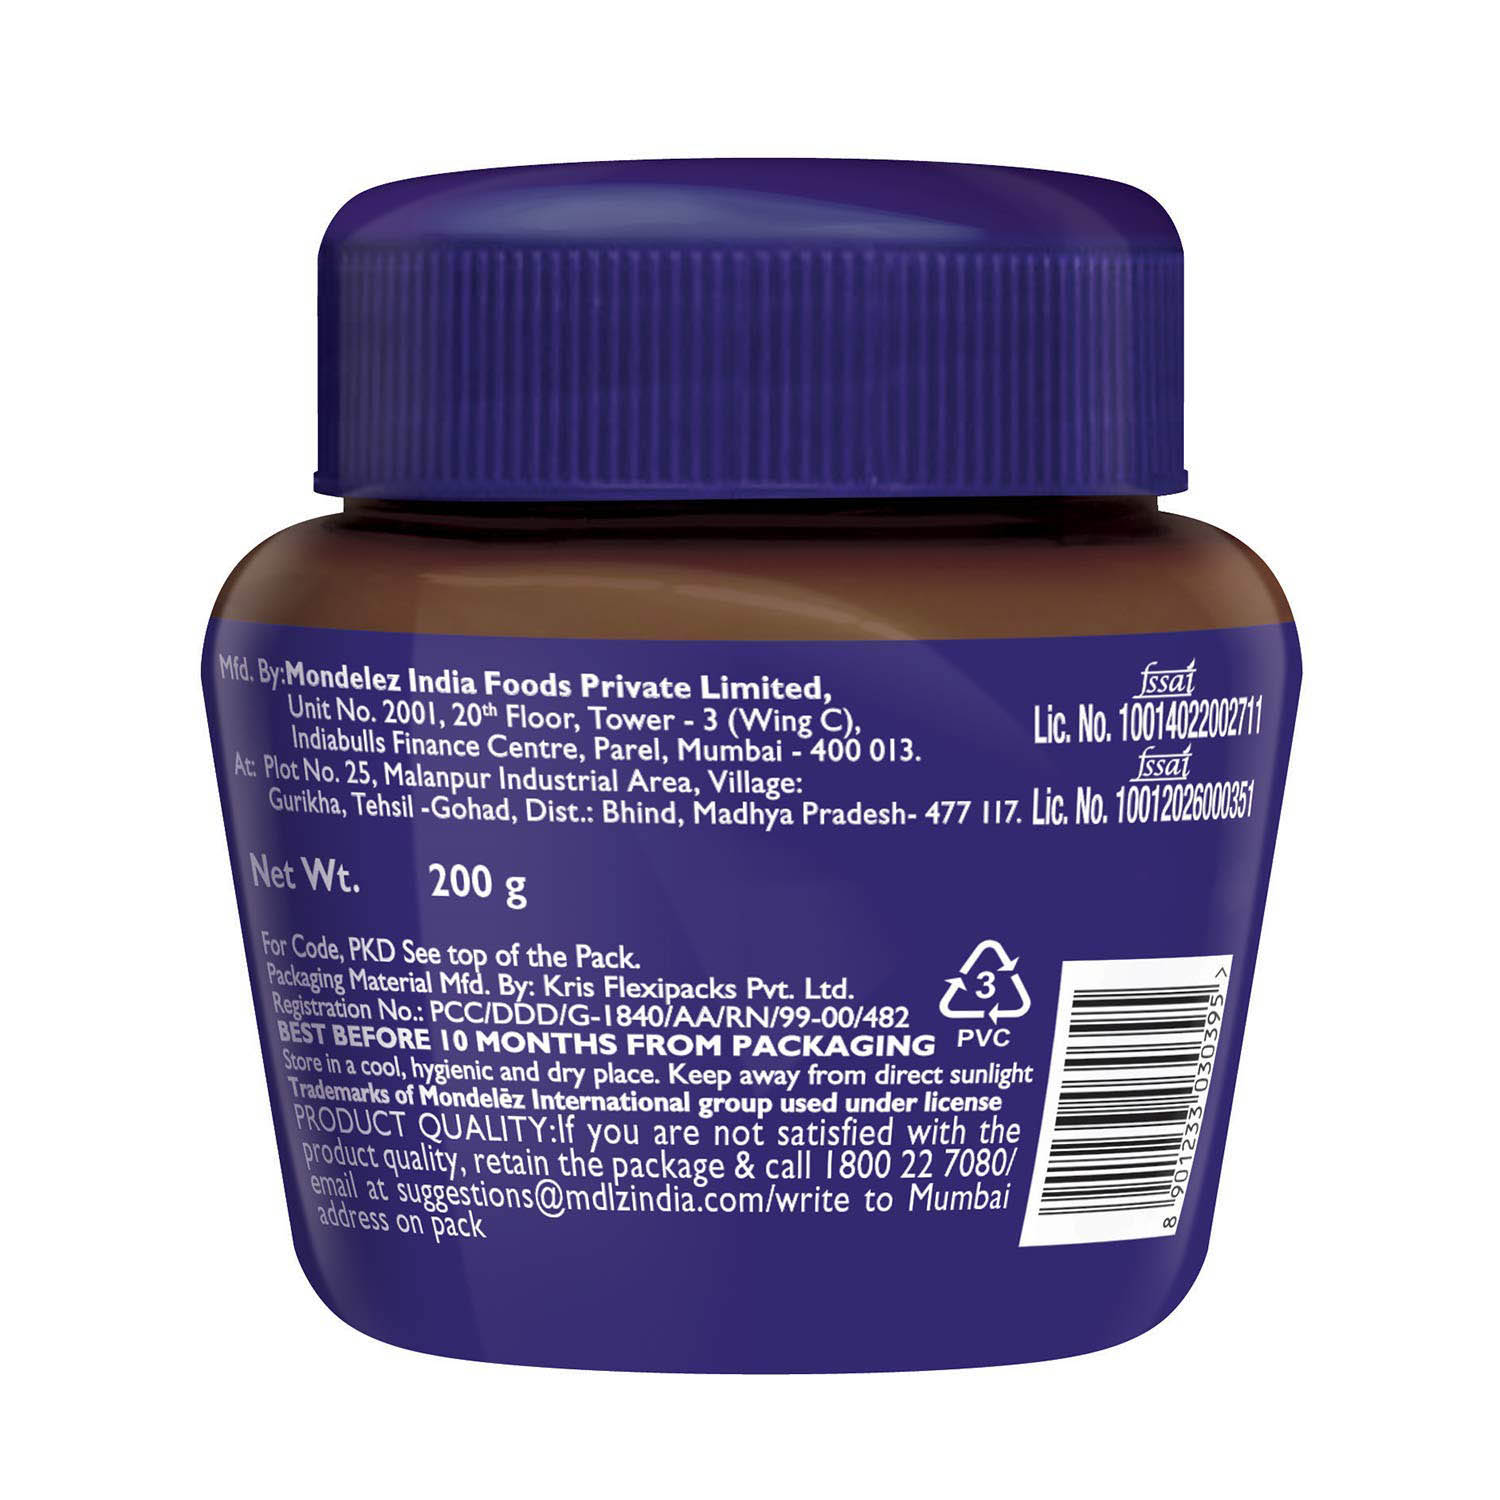 Mfd. By:Mondelez India Foods Private Limited,
Unit No. 2001, 20th Floor, Tower - 3 (Wing C),
Indiabulls Finance Centre, Parel, Mumbai - 400 013.
At: Plot No. 25, Malanpur Industrial Area, Village:
Gurikha, Tehsil -Gohad, Dist.: Bhind, Madhya Pradesh- 477 117.
fssai
Lic. No. 10014022002711
fssai
Lic. No. 10012026000351
Net Wt. 200 g
For Code, PKD See top of the Pack.
Packaging Material Mfd. By: Kris Flexipacks Pvt. Ltd.
Registration No.: PCC/DDD/G-1840/AA/RN/99-00/482
BEST BEFORE 10 MONTHS FROM PACKAGING
Store in a cool, hygienic and dry place. Keep away from direct sunlight
Trademarks of Mondelēz International group used under license
PRODUCT QUALITY:If you are not satisfied with the
product quality, retain the package & call 1800 22 7080/
email at suggestions@mdlzindia.com/write to Mumbai
address on pack
3
PVC
8 901233 030395 >